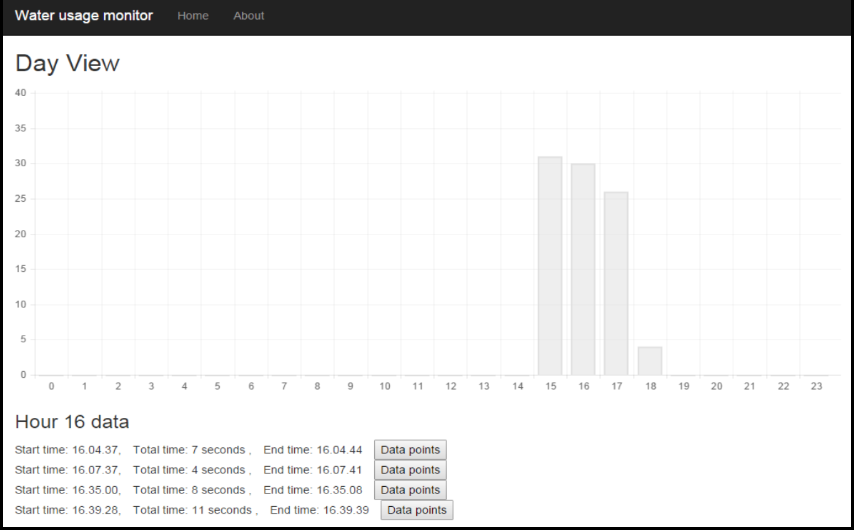 Water usage monitor Home About
Day View
40
35
30
25
20
15
10
5
0
0 1 2 3 4 5 6 7 8 9 10 11 12 13 14 15 16 17 18 19 20 21 22 23
Hour 16 data
Start time: 16.04.37, Total time: 7 seconds , End time: 16.04.44 Data points
Start time: 16.07.37, Total time: 4 seconds , End time: 16.07.41 Data points
Start time: 16.35.00, Total time: 8 seconds , End time: 16.35.08 Data points
Start time: 16.39.28, Total time: 11 seconds , End time: 16.39.39 Data points